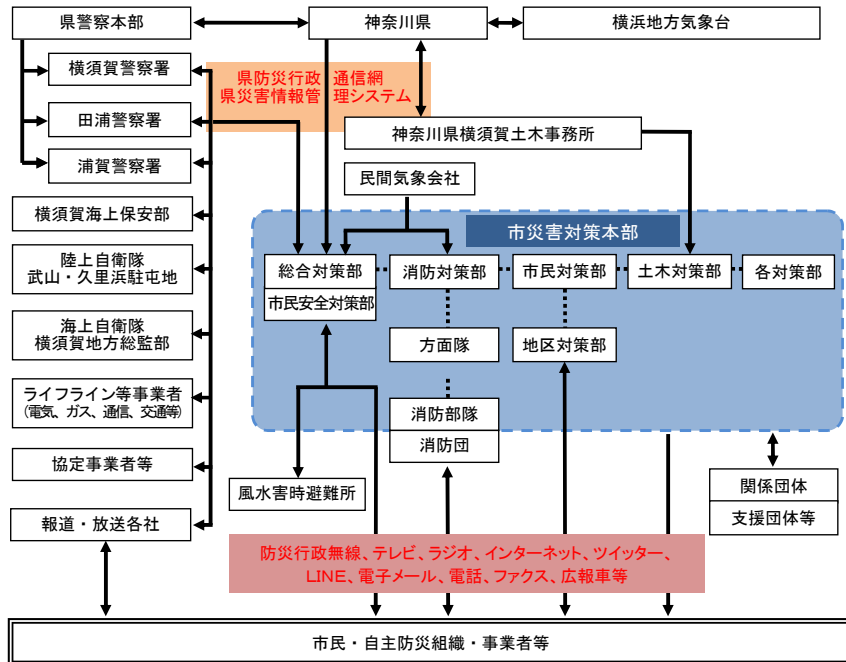 県警察本部
神奈川県
横浜地方気象台
横須賀警察署
県防災行政 通信網
県災害情報管 理システム
田浦警察署
神奈川県横須賀土木事務所
浦賀警察署
民間気象会社
横須賀海上保安部
市災害対策本部
陸上自衛隊
武山・久里浜駐屯地
総合対策部
市民安全対策部
消防対策部
市民対策部
土木対策部
各対策部
海上自衛隊
横須賀地方総監部
方面隊
地区対策部
ライフライン等事業者
(電気、ガス、通信、交通等)
消防部隊
消防団
協定事業者等
風水害時避難所
関係団体
支援団体等
報道・放送各社
防災行政無線、テレビ、ラジオ、インターネット、ツイッター、
LINE、電子メール、電話、ファクス、広報車等
市民・自主防災組織・事業者等